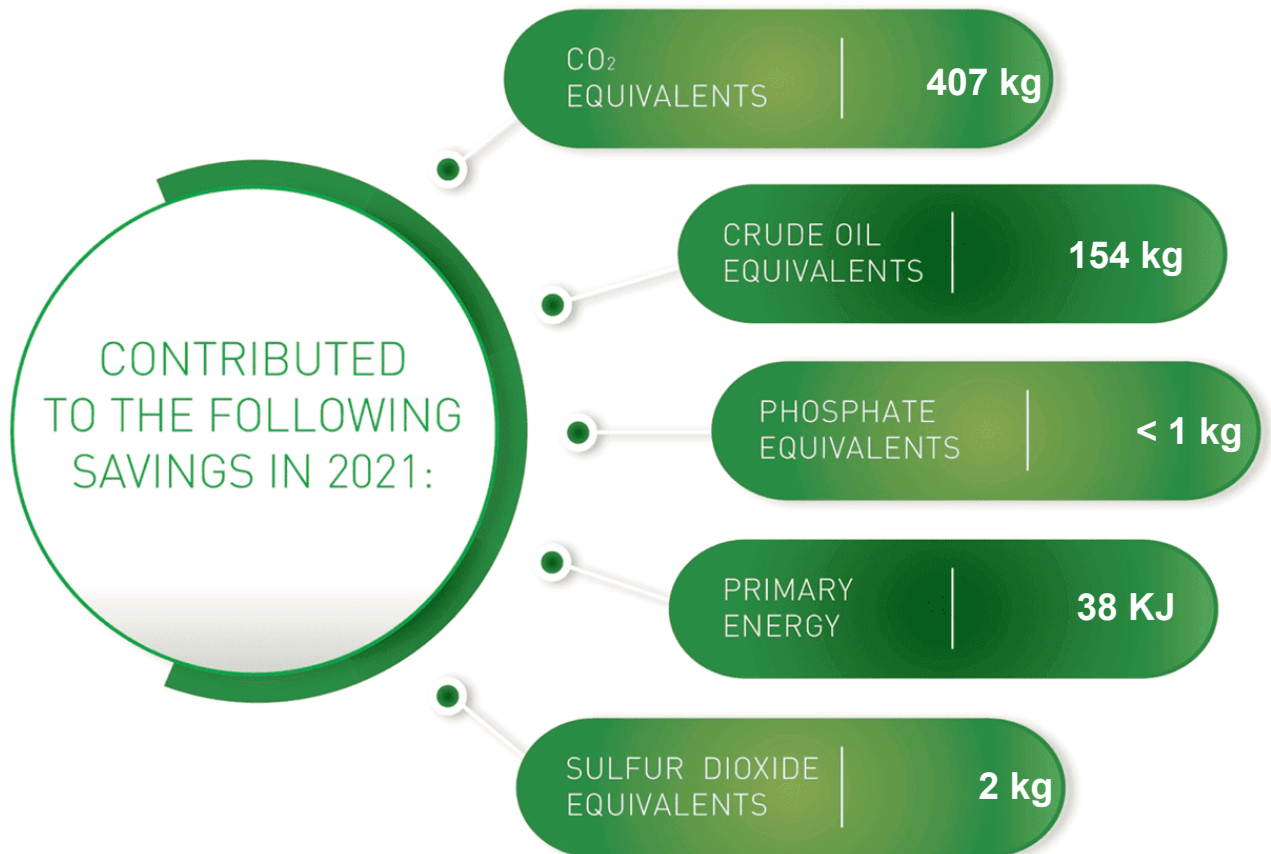 CONTRIBUTED
TO THE FOLLOWING
SAVINGS IN 2021:
CO₂
EQUIVALENTS
407 kg
CRUDE OIL
EQUIVALENTS
154 kg
PHOSPHATE
EQUIVALENTS
< 1 kg
PRIMARY
ENERGY
38 KJ
SULFUR DIOXIDE
EQUIVALENTS
2 kg